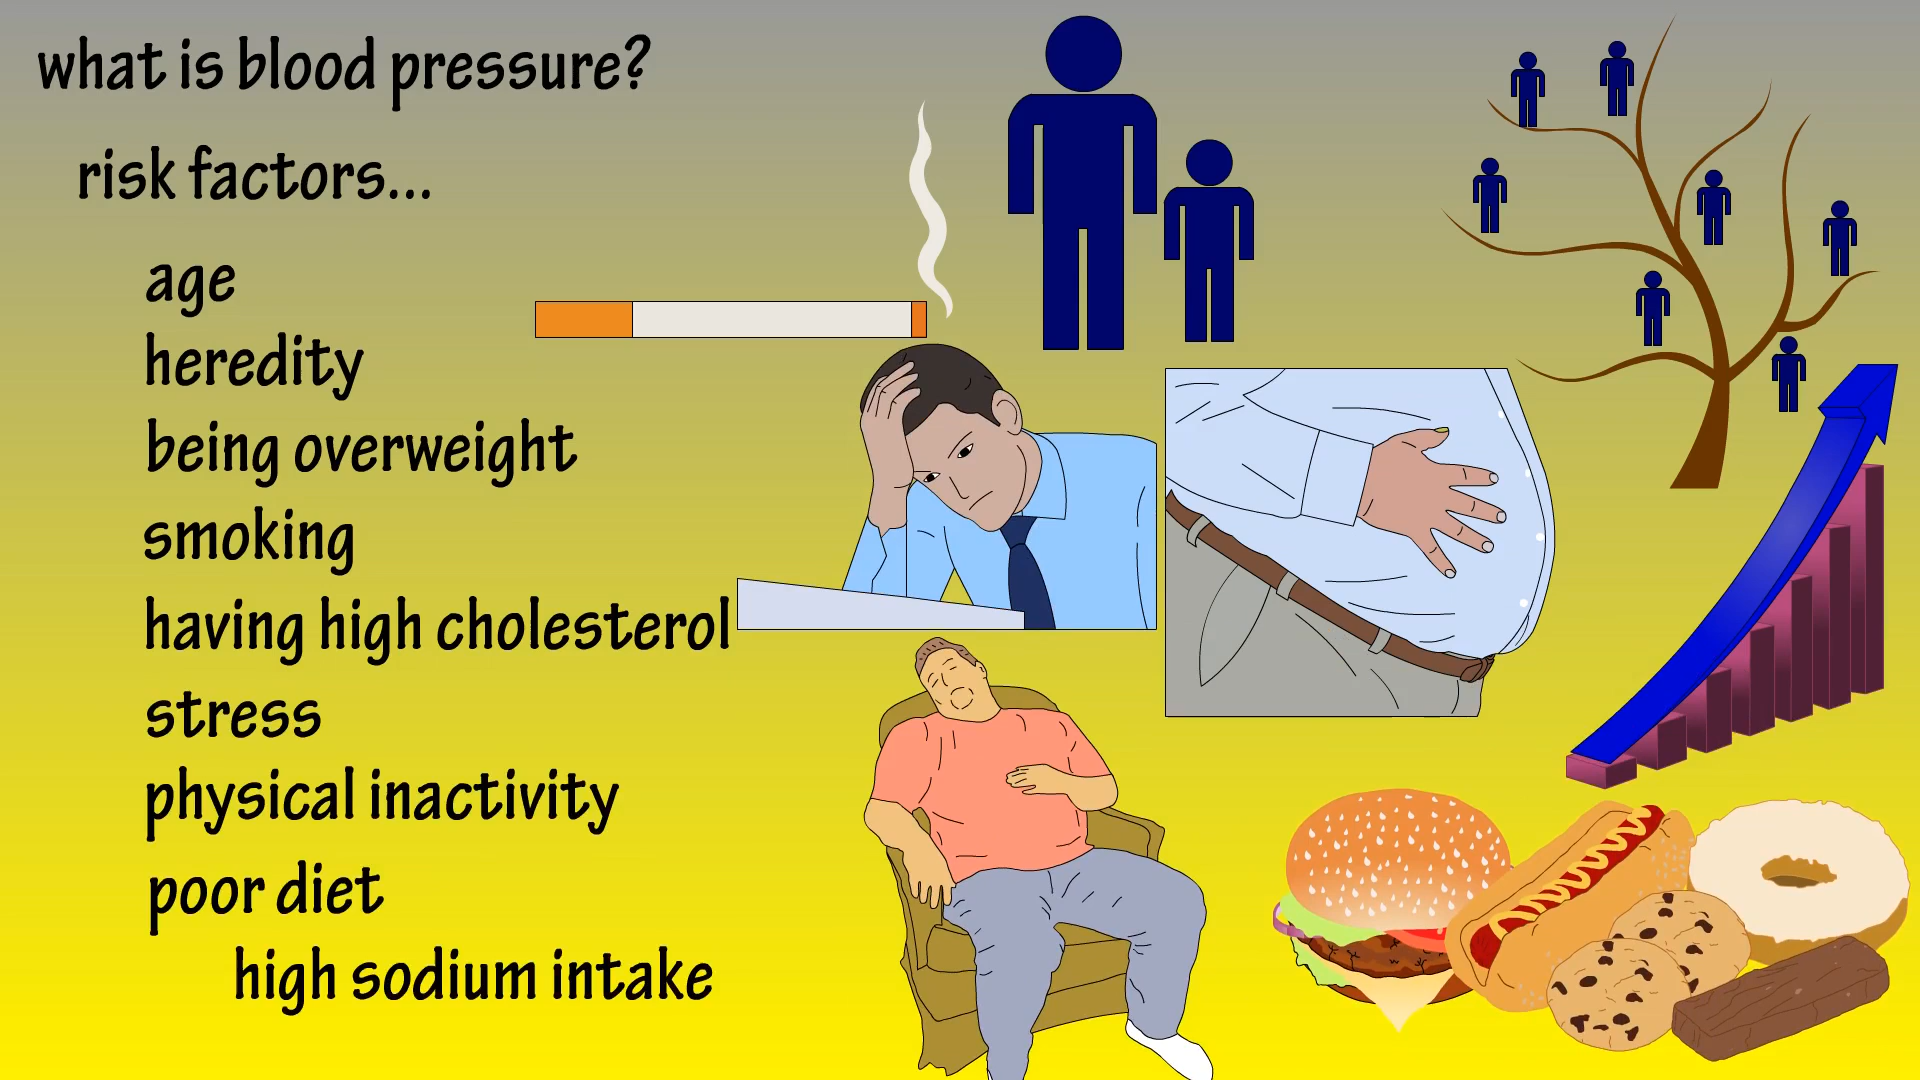 what is blood pressure?
risk factors...
age
heredity
being overweight
smoking
having high cholesterol
stress
physical inactivity
poor diet
high sodium intake